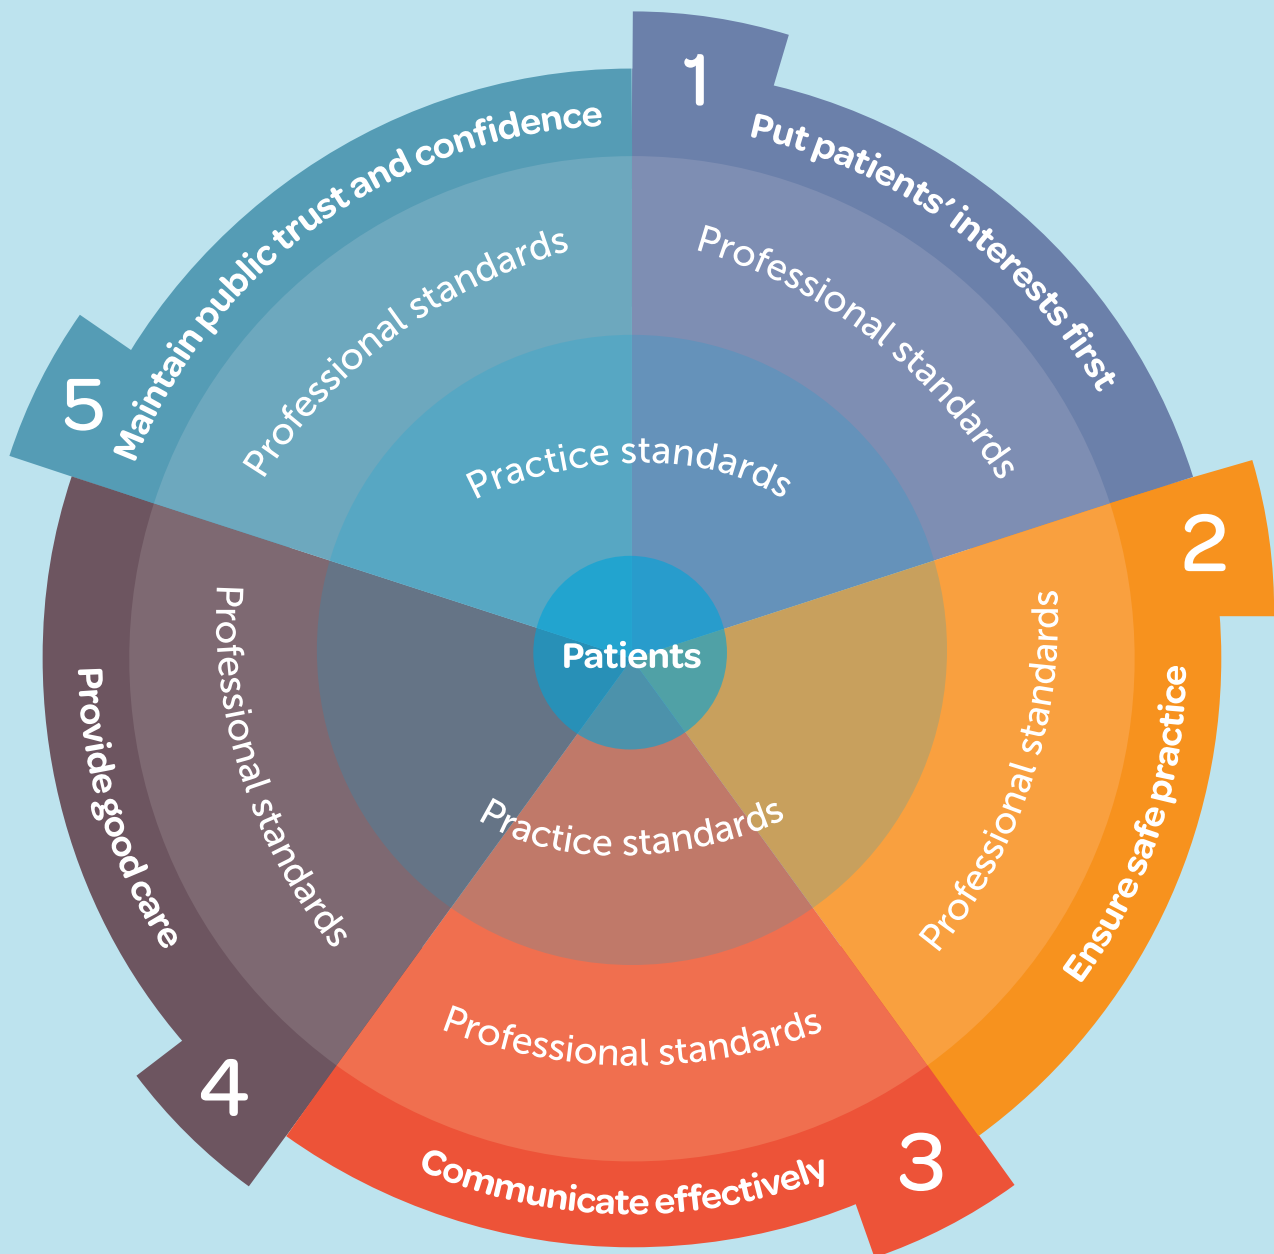 1
Put patients’ interests first
Professional standards
2
Ensure safe practice
Professional standards
3
Communicate effectively
Professional standards
4
Provide good care
Professional standards
5
Maintain public trust and confidence
Professional standards
Practice standards
Patients
Practice standards